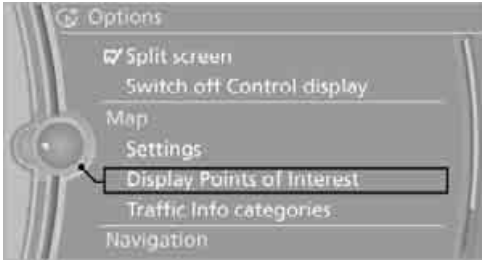 Options
Split screen
Switch off Control display
Map
Settings
Display Points of Interest
Traffic Info categories
Navigation